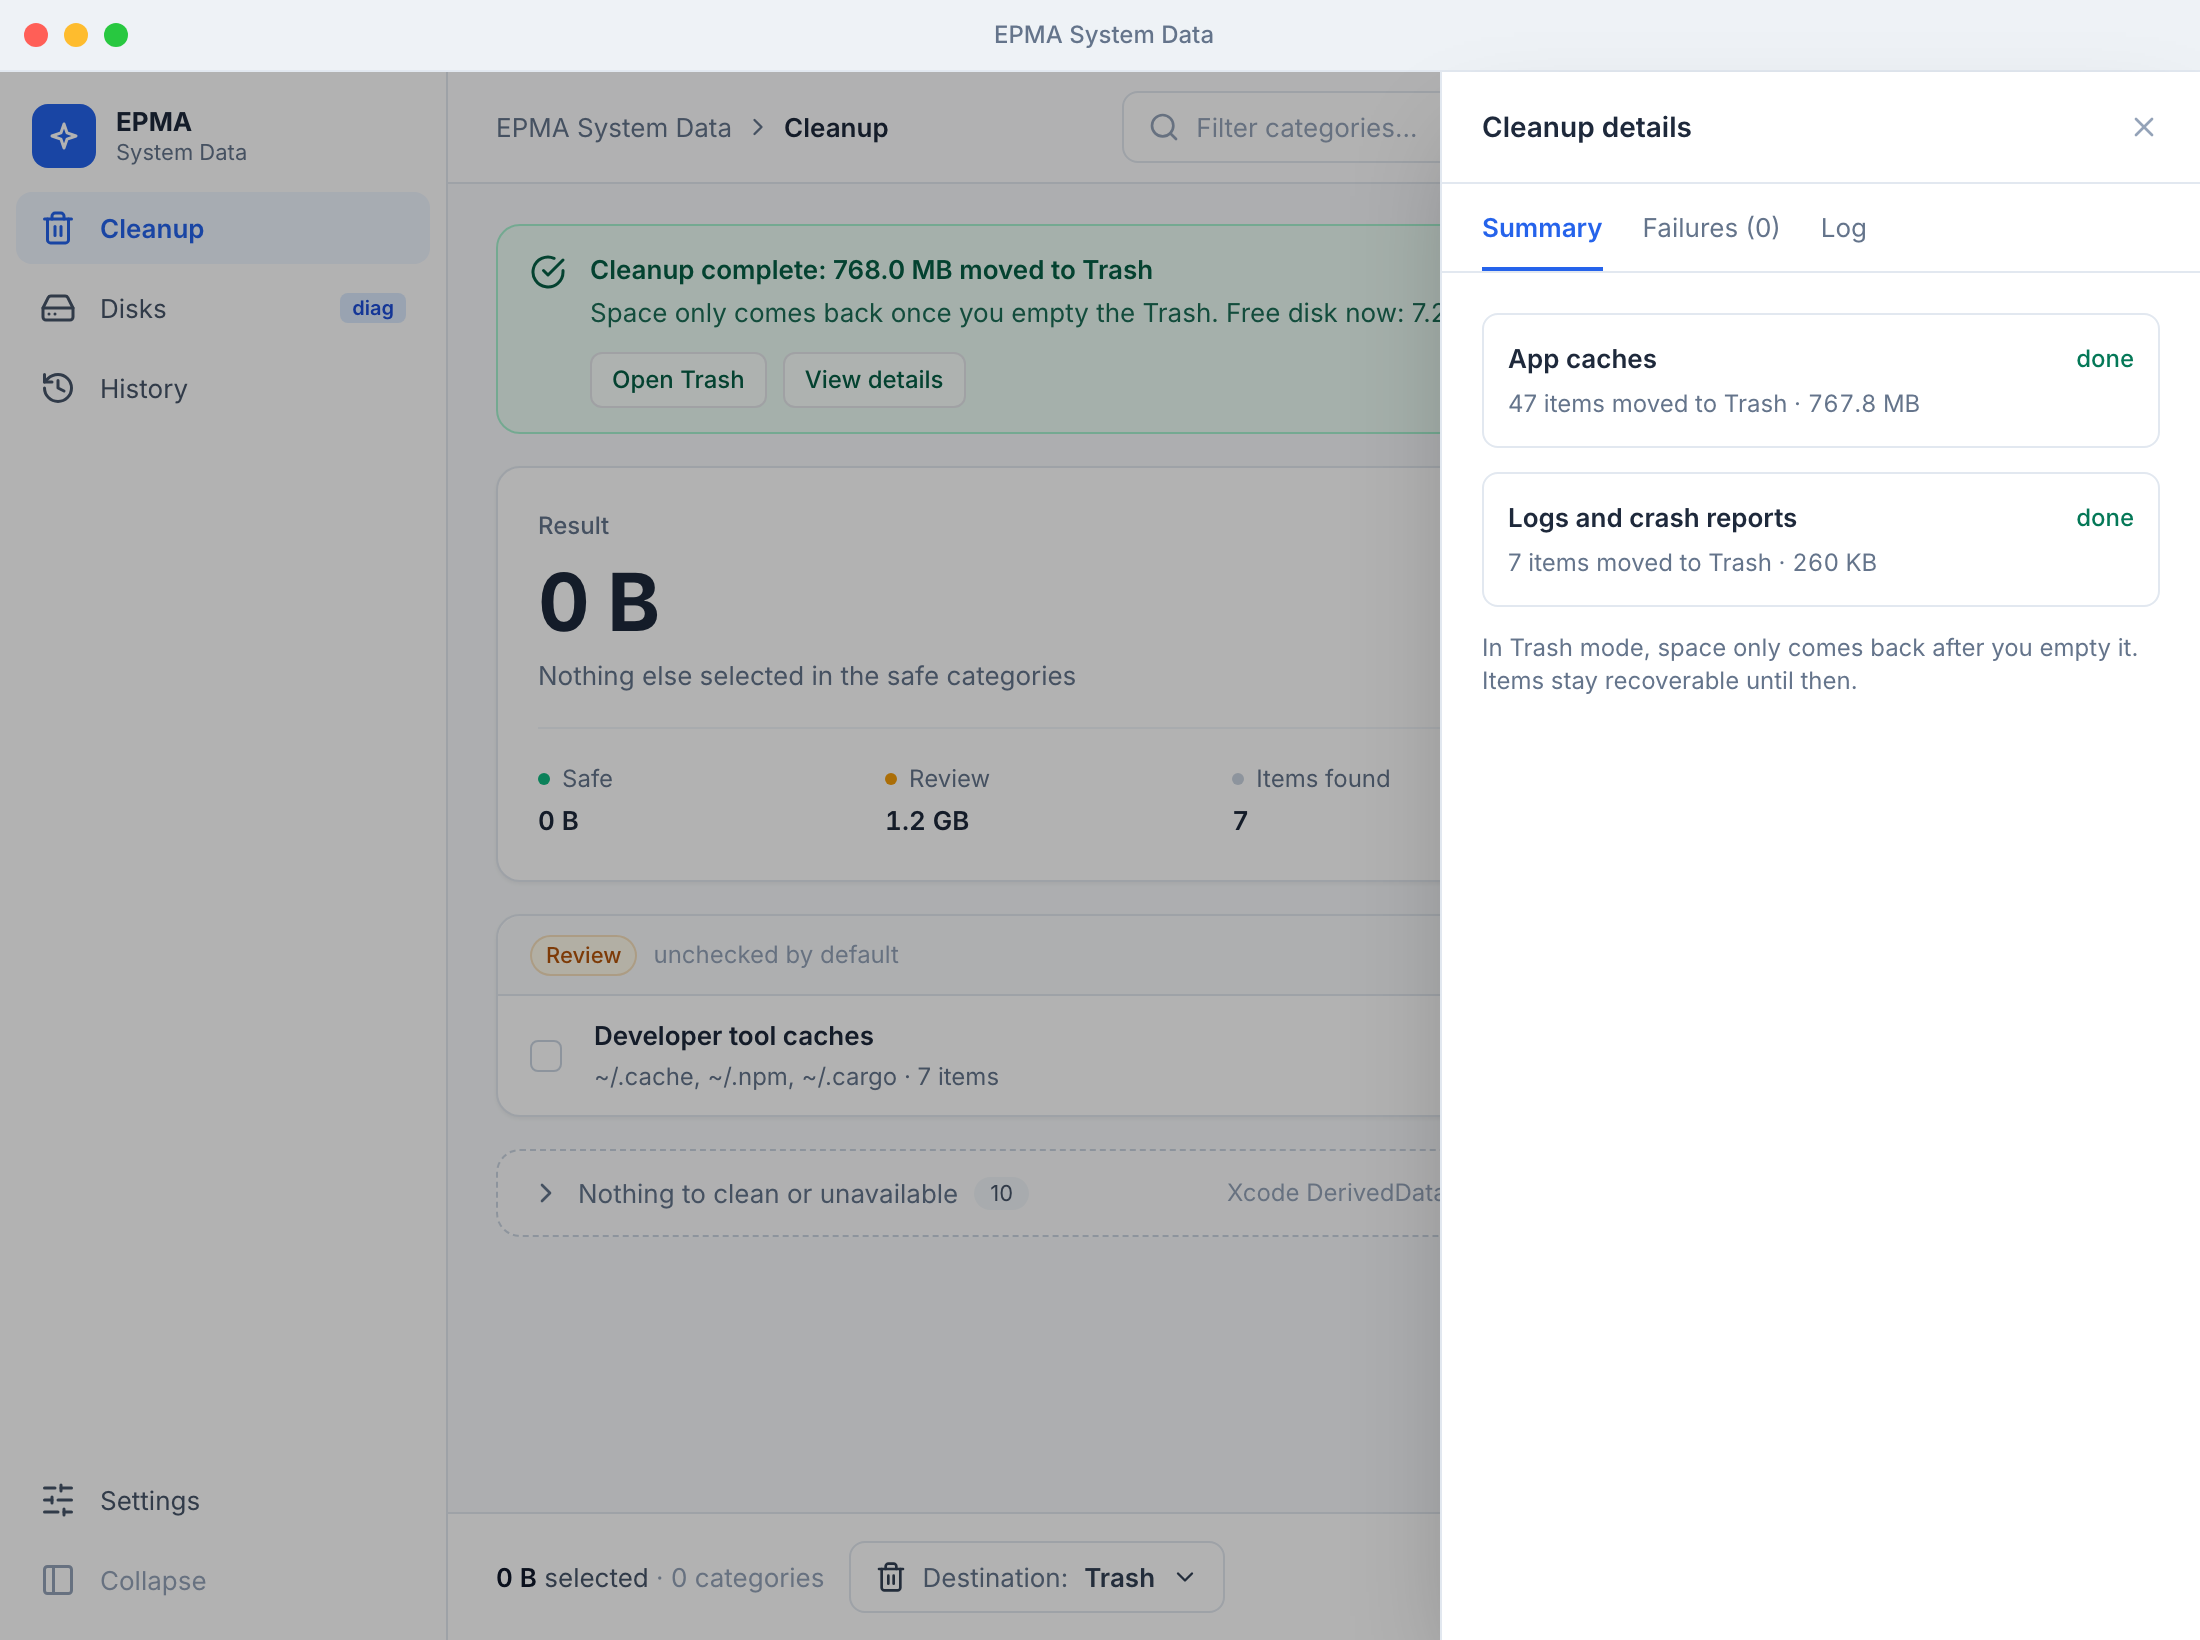 EPMA System Data
EPMA
System Data
Cleanup
Disks
diag
History
Settings
Collapse
EPMA System Data > Cleanup
Filter categories...
Cleanup complete: 768.0 MB moved to Trash
Space only comes back once you empty the Trash. Free disk now: 7.2
Open Trash
View details
Result
0 B
Nothing else selected in the safe categories
Safe
0 B
Review
1.2 GB
Items found
7
Review
unchecked by default
Developer tool caches
~/.cache, ~/.npm, ~/.cargo · 7 items
Nothing to clean or unavailable
10
Xcode DerivedData
0 B selected · 0 categories
Destination: Trash
Cleanup details
Summary
Failures (0)
Log
App caches
done
47 items moved to Trash · 767.8 MB
Logs and crash reports
done
7 items moved to Trash · 260 KB
In Trash mode, space only comes back after you empty it.
Items stay recoverable until then.